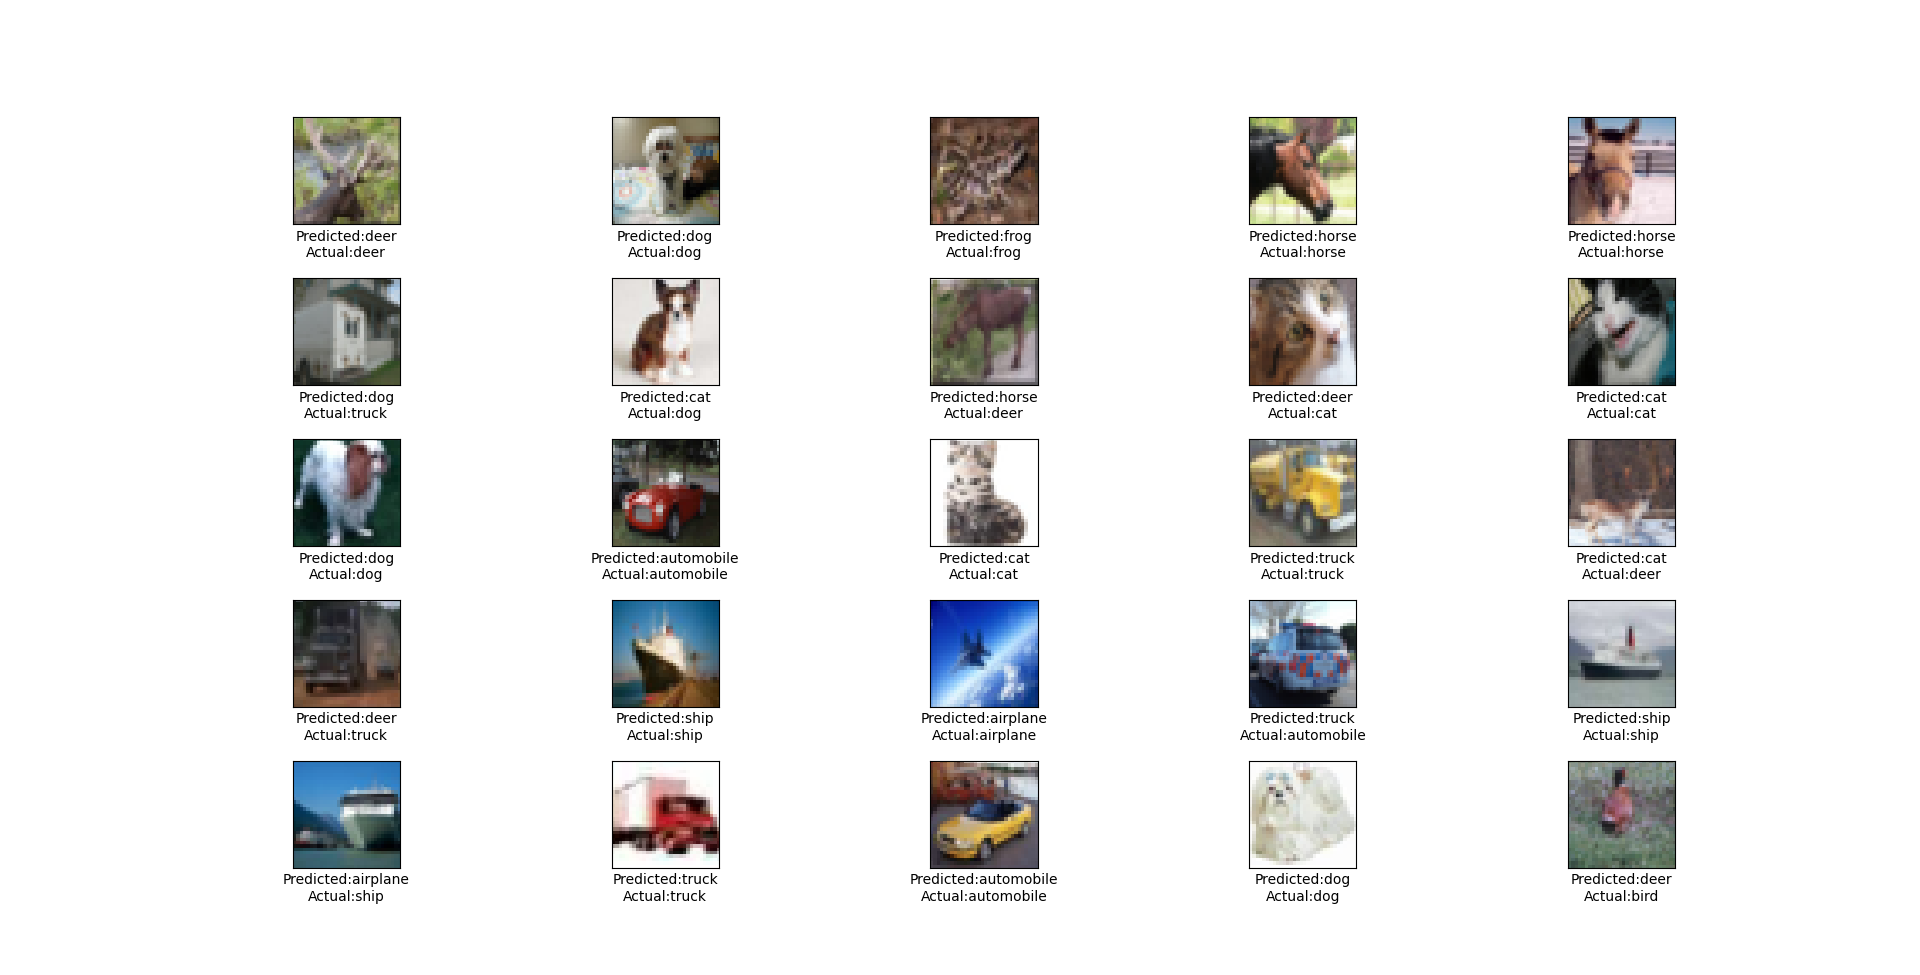 Predicted:deer
Actual:deer
Predicted:dog
Actual:dog
Predicted:frog
Actual:frog
Predicted:horse
Actual:horse
Predicted:horse
Actual:horse
Predicted:dog
Actual:truck
Predicted:cat
Actual:dog
Predicted:horse
Actual:deer
Predicted:deer
Actual:cat
Predicted:cat
Actual:cat
Predicted:dog
Actual:dog
Predicted:automobile
Actual:automobile
Predicted:cat
Actual:cat
Predicted:truck
Actual:truck
Predicted:cat
Actual:deer
Predicted:deer
Actual:truck
Predicted:ship
Actual:ship
Predicted:airplane
Actual:airplane
Predicted:truck
Actual:automobile
Predicted:ship
Actual:ship
Predicted:airplane
Actual:ship
Predicted:truck
Actual:truck
Predicted:automobile
Actual:automobile
Predicted:dog
Actual:dog
Predicted:deer
Actual:bird